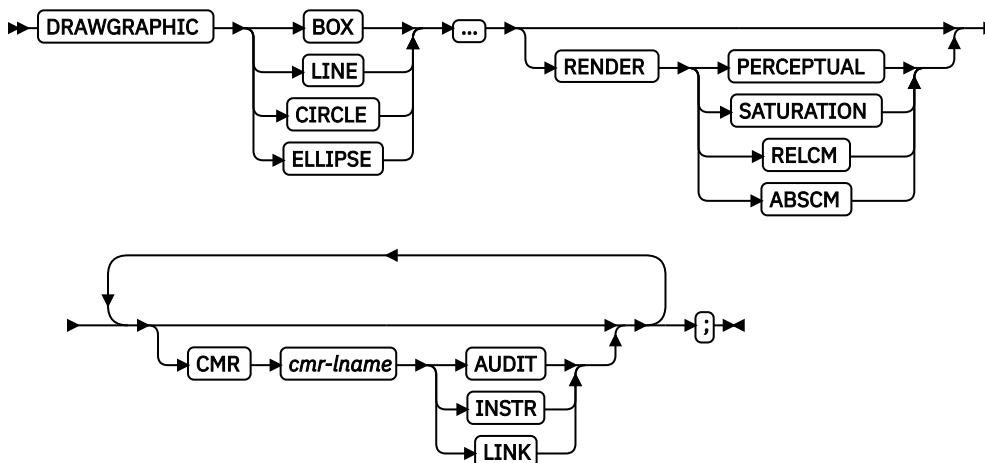 DRAWGRAPHIC BOX ...
LINE RENDER PERCEPTUAL
CIRCLE SATURATION
ELLIPSE RELCM
ABSCM
;
CMR cmr-lname AUDIT
INSTR
LINK